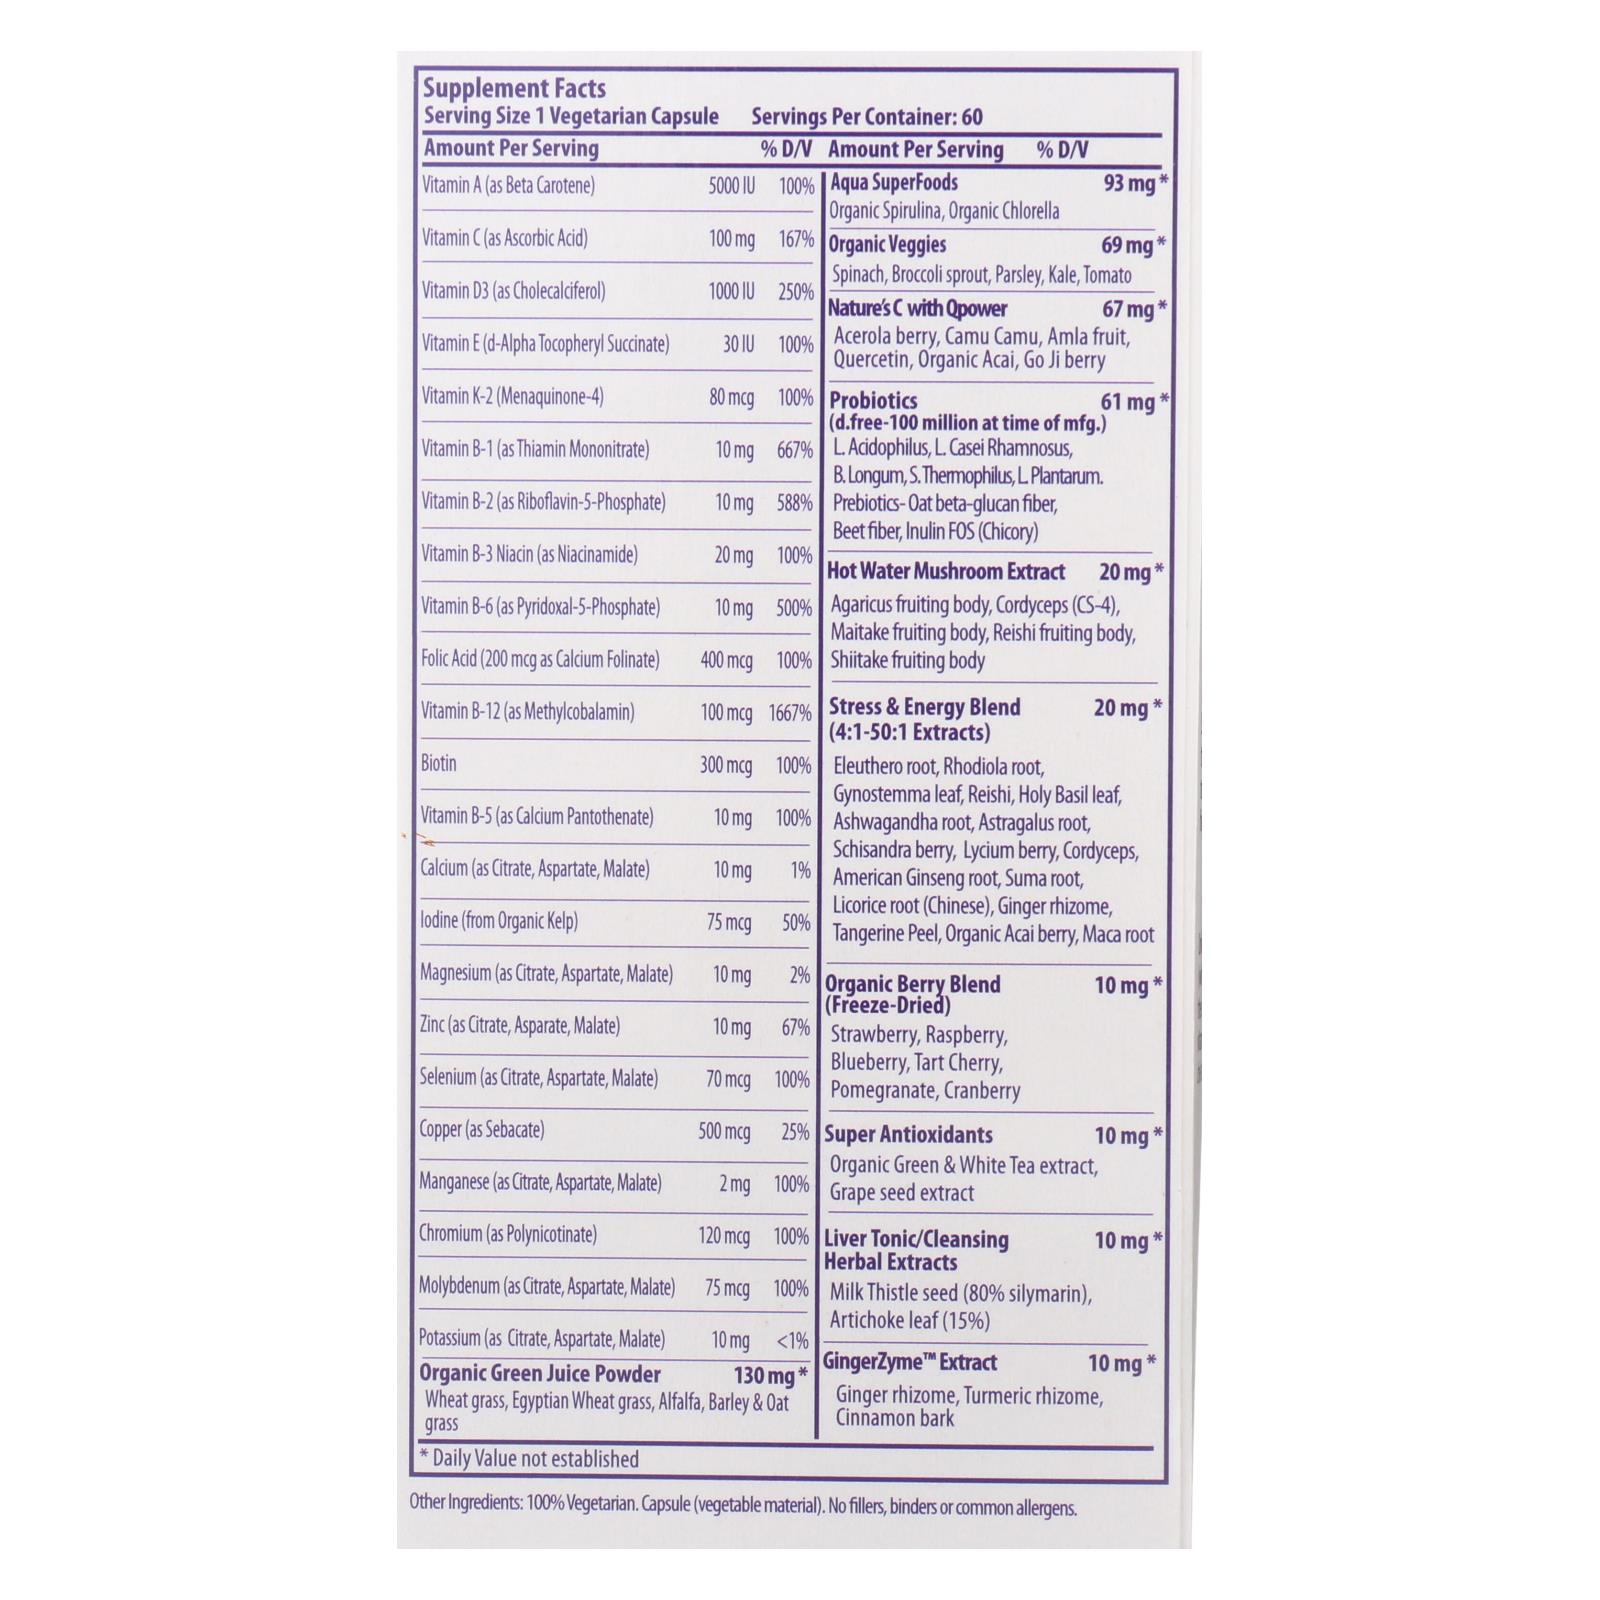 Supplement Facts
Serving Size 1 Vegetarian Capsule Servings Per Container: 60
Amount Per Serving % D/V
Vitamin A (as Beta Carotene) 5000 IU 100%
Vitamin C (as Ascorbic Acid) 100 mg 167%
Vitamin D3 (as Cholecalciferol) 1000 IU 250%
Vitamin E (d-Alpha Tocopheryl Succinate) 30 IU 100%
Vitamin K-2 (Menaquinone-4) 80 mcg 100%
Vitamin B-1 (as Thiamin Mononitrate) 10 mg 667%
Vitamin B-2 (as Riboflavin-5-Phosphate) 10 mg 588%
Vitamin B-3 Niacin (as Niacinamide) 20 mg 100%
Vitamin B-6 (as Pyridoxal-5-Phosphate) 10 mg 500%
Folic Acid (200 mcg as Calcium Folinate) 400 mcg 100%
Vitamin B-12 (as Methylcobalamin) 100 mcg 1667%
Biotin 300 mcg 100%
Vitamin B-5 (as Calcium Pantothenate) 10 mg 100%
Calcium (as Citrate, Aspartate, Malate) 10 mg 1%
Iodine (from Organic Kelp) 75 mcg 50%
Magnesium (as Citrate, Aspartate, Malate) 10 mg 2%
Zinc (as Citrate, Asparate, Malate) 10 mg 67%
Selenium (as Citrate, Aspartate, Malate) 70 mcg 100%
Copper (as Sebacate) 500 mcg 25%
Manganese (as Citrate, Aspartate, Malate) 2 mg 100%
Chromium (as Polynicotinate) 120 mcg 100%
Molybdenum (as Citrate, Aspartate, Malate) 75 mcg 100%
Potassium (as Citrate, Aspartate, Malate) 10 mg <1%
Organic Green Juice Powder 130 mg *
Wheat grass, Egyptian Wheat grass, Alfalfa, Barley & Oat
grass
Amount Per Serving % D/V
Aqua SuperFoods 93 mg *
Organic Spirulina, Organic Chlorella
Organic Veggies 69 mg *
Spinach, Broccoli sprout, Parsley, Kale, Tomato
Nature's C with Qpower 67 mg *
Acerola berry, Camu Camu, Amla fruit,
Quercetin, Organic Acai, Go Ji berry
Probiotics 61 mg *
(d.free-100 million at time of mfg.)
L. Acidophilus, L. Casei Rhamnosus,
B. Longum, S. Thermophilus, L. Plantarum.
Prebiotics- Oat beta-glucan fiber,
Beet fiber, Inulin FOS (Chicory)
Hot Water Mushroom Extract 20 mg *
Agaricus fruiting body, Cordyceps (CS-4),
Maitake fruiting body, Reishi fruiting body,
Shiitake fruiting body
Stress & Energy Blend 20 mg *
(4:1-50:1 Extracts)
Eleuthero root, Rhodiola root,
Gynostemma leaf, Reishi, Holy Basil leaf,
Ashwagandha root, Astragalus root,
Schisandra berry, Lycium berry, Cordyceps,
American Ginseng root, Suma root,
Licorice root (Chinese), Ginger rhizome,
Tangerine Peel, Organic Acai berry, Maca root
Organic Berry Blend 10 mg *
(Freeze-Dried)
Strawberry, Raspberry,
Blueberry, Tart Cherry,
Pomegranate, Cranberry
Super Antioxidants 10 mg *
Organic Green & White Tea extract,
Grape seed extract
Liver Tonic/Cleansing 10 mg *
Herbal Extracts
Milk Thistle seed (80% silymarin),
Artichoke leaf (15%)
GingerZyme™ Extract 10 mg *
Ginger rhizome, Turmeric rhizome,
Cinnamon bark
* Daily Value not established
Other Ingredients: 100% Vegetarian. Capsule (vegetable material). No fillers, binders or common allergens.